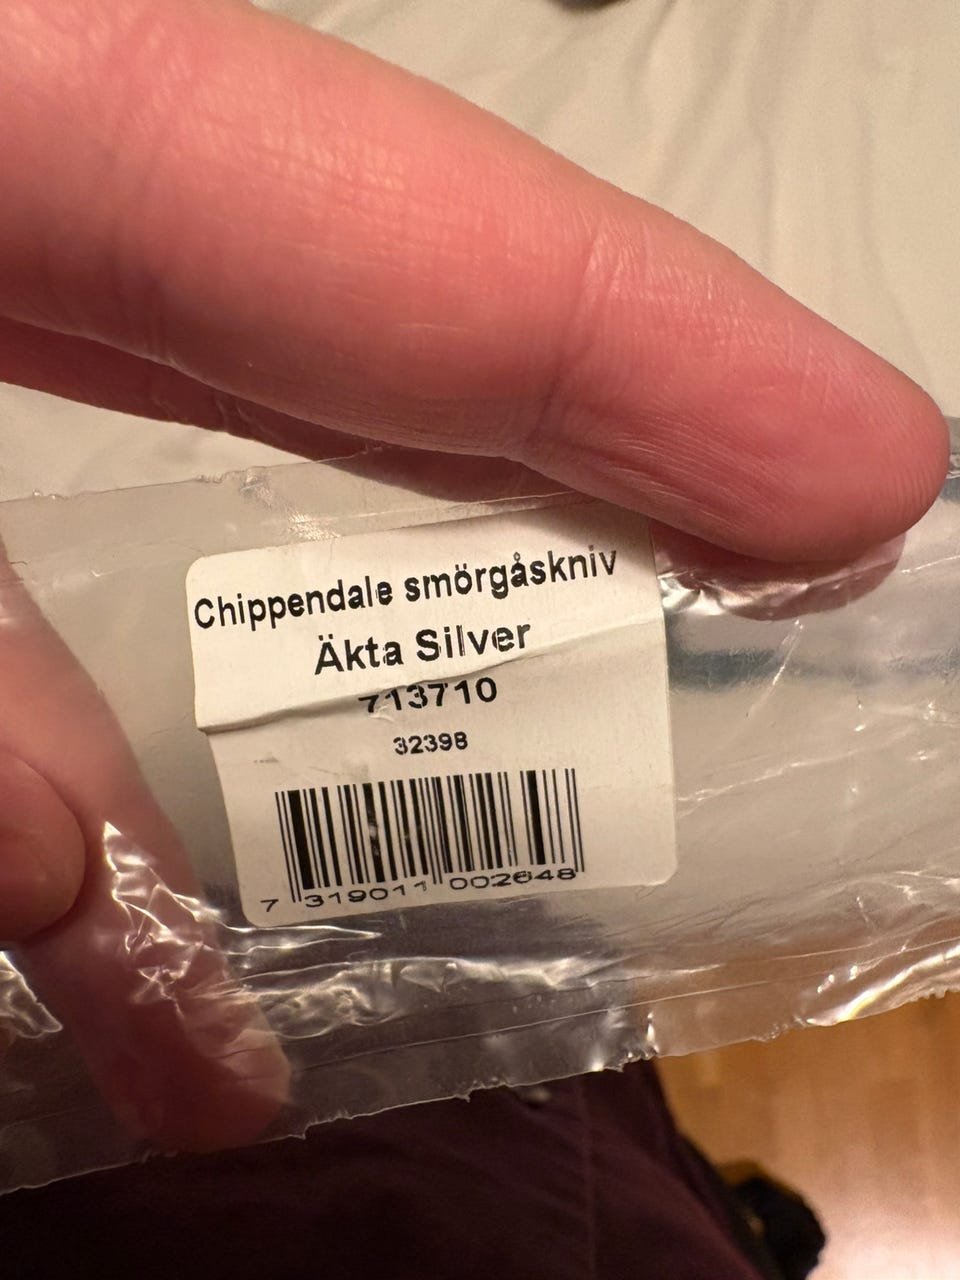 Chippendale smörgåskniv
Äkta Silver
713710
32398
7 319011 002648